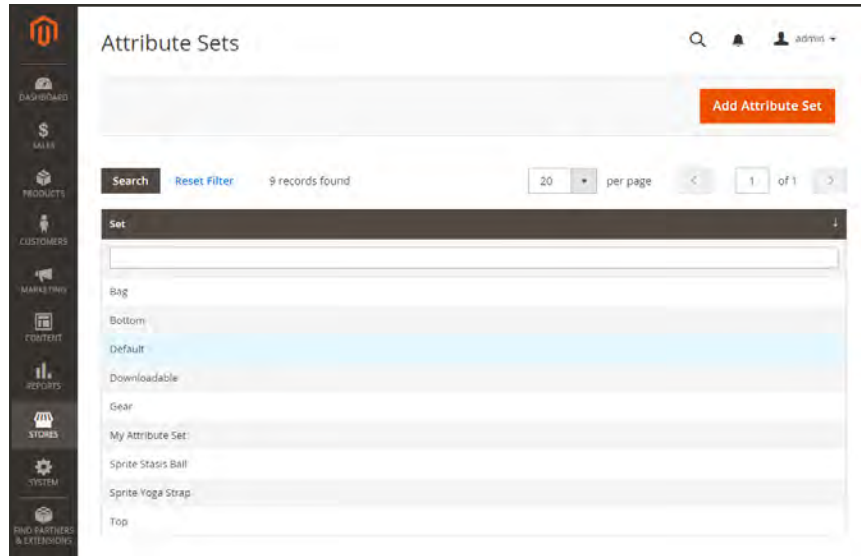 Attribute Sets
admin
Add Attribute Set
Search Reset Filter 9 records found 20 per page 1 of 1
Set
Bag
Bottom
Default
Downloadable
Gear
My Attribute Set
Sprite Stasis Ball
Sprite Yoga Strap
Top
DASHBOARD
$
SALES
PRODUCTS
CUSTOMERS
MARKETING
CONTENT
REPORTS
STORES
SYSTEM
FIND PARTNERS
& EXTENSIONS